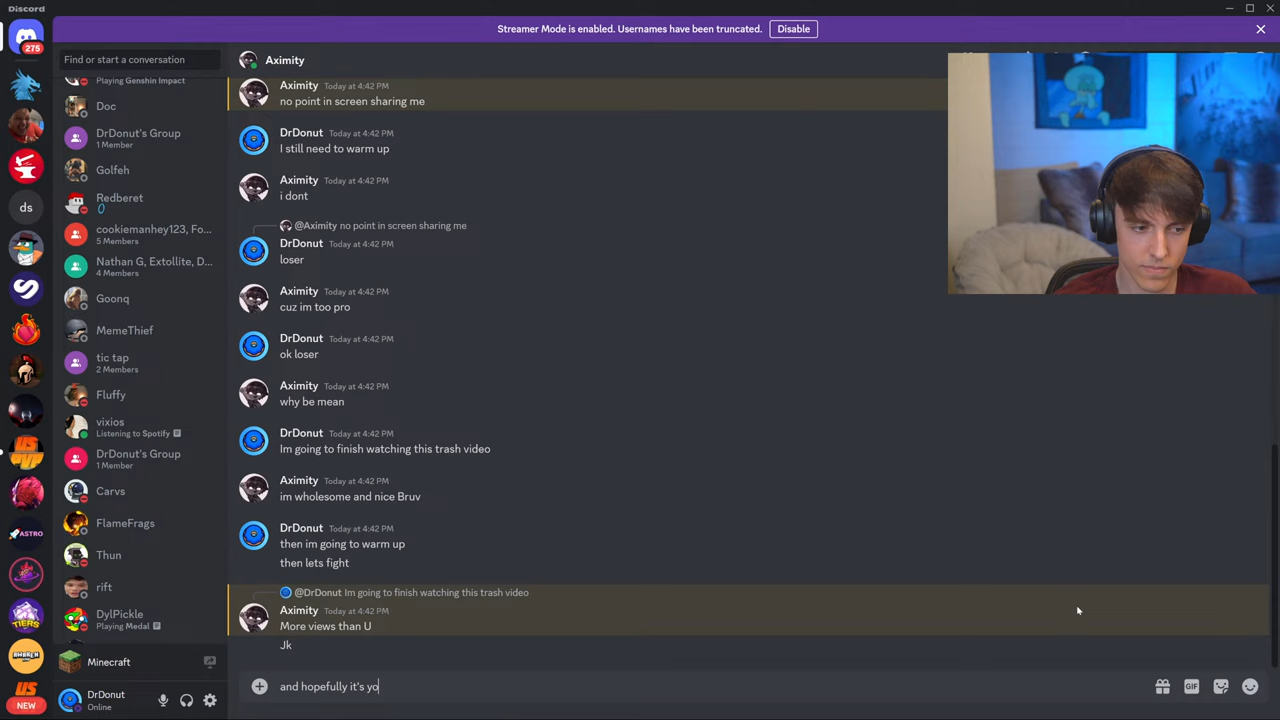 Discord
Streamer Mode is enabled. Usernames have been truncated.
Disable
275
Find or start a conversation
Aximity
Playing Genshin Impact
Doc
DrDonut's Group
1 Member
Golfeh
Redberet
cookiemanhey123, Fo...
5 Members
Nathan G, Extollite, D...
4 Members
Goonq
MemeThief
tic tap
2 Members
Fluffy
vixios
Listening to Spotify
DrDonut's Group
1 Member
Carvs
FlameFrags
Thun
rift
DylPickle
Playing Medal
Minecraft
DrDonut
Online
ds
US
PVP
ASTRO
TIERS
US
NEW
Aximity Today at 4:42 PM
no point in screen sharing me
DrDonut Today at 4:42 PM
I still need to warm up
Aximity Today at 4:42 PM
i dont
@Aximity no point in screen sharing me
DrDonut Today at 4:42 PM
loser
Aximity Today at 4:42 PM
cuz im too pro
DrDonut Today at 4:42 PM
ok loser
Aximity Today at 4:42 PM
why be mean
DrDonut Today at 4:42 PM
Im going to finish watching this trash video
Aximity Today at 4:42 PM
im wholesome and nice Bruv
DrDonut Today at 4:42 PM
then im going to warm up
then lets fight
@DrDonut Im going to finish watching this trash video
Aximity Today at 4:42 PM
More views than U
Jk
and hopefully it's yo
GIF